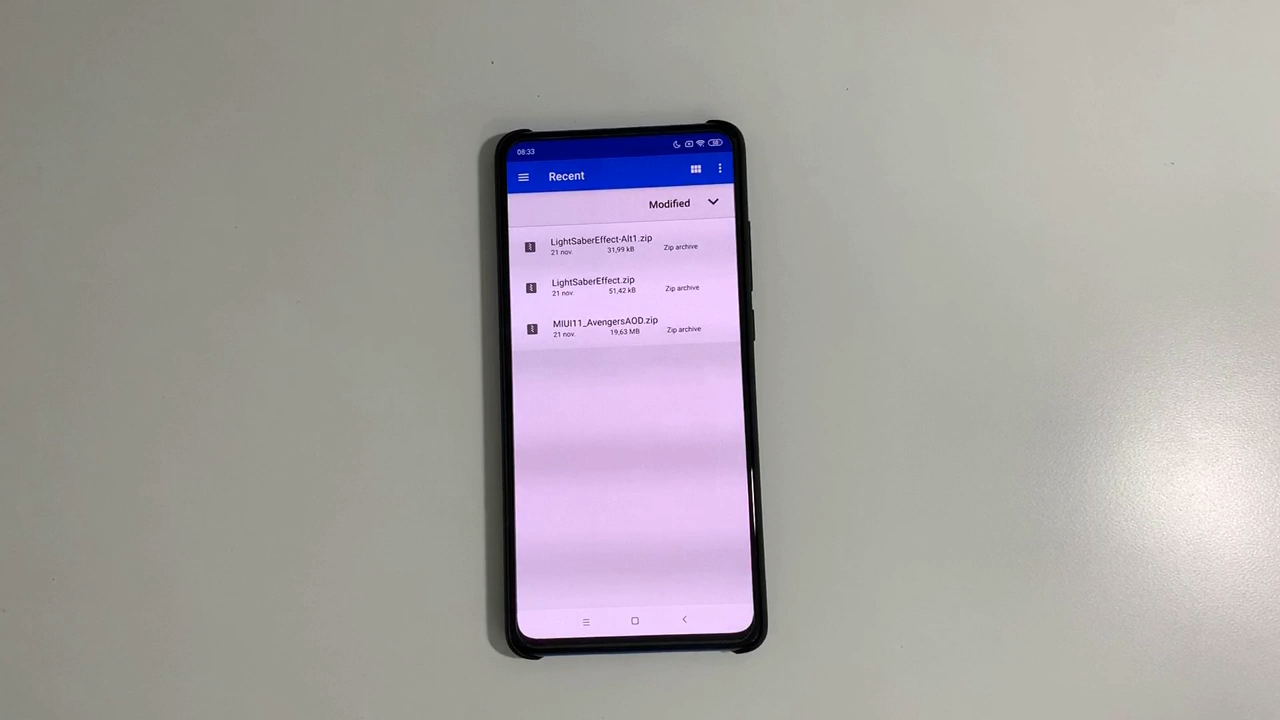 08:33
Recent
Modified
LightSaberEffect-Alt1.zip
21 nov. 31,99 kB Zip archive
LightSaberEffect.zip
21 nov. 51,42 kB Zip archive
MIUI11_AvengersAOD.zip
21 nov. 19,63 MB Zip archive